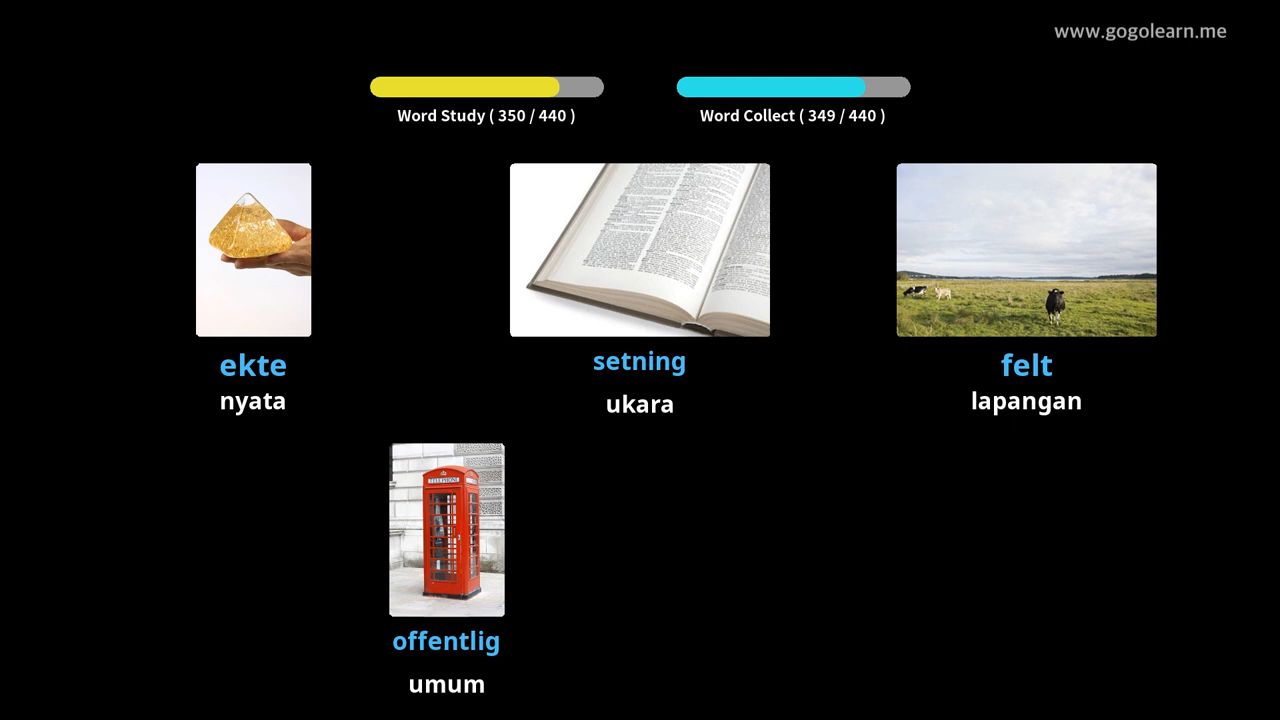 www.gogolearn.me
Word Study ( 350 / 440 )
Word Collect ( 349 / 440 )
ekte
nyata
setning
ukara
felt
lapangan
TELEPHONE
offentlig
umum